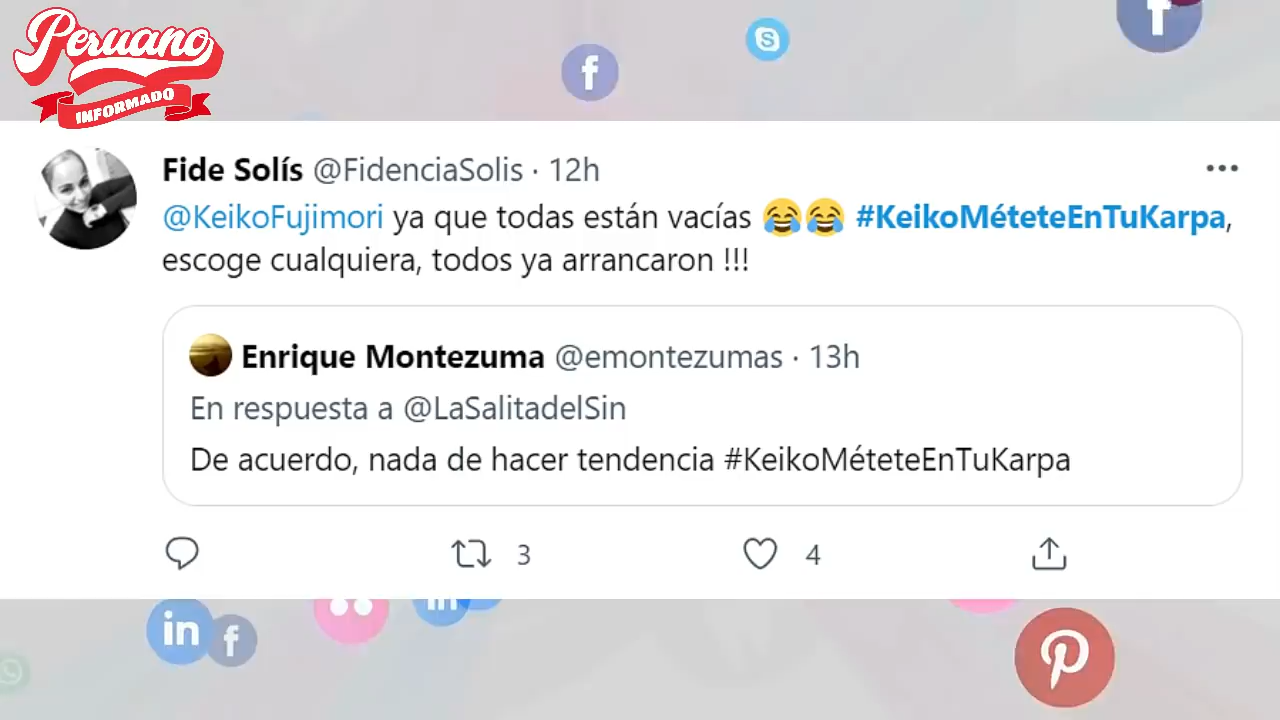 Peruano
INFORMADO
Fide Solís @FidenciaSolis · 12h
@KeikoFujimori ya que todas están vacías 😂😂 #KeikoMéteteEnTuKarpa,
escoge cualquiera, todos ya arrancaron !!!
Enrique Montezuma @emontezumas · 13h
En respuesta a @LaSalitadelSin
De acuerdo, nada de hacer tendencia #KeikoMéteteEnTuKarpa
3
4